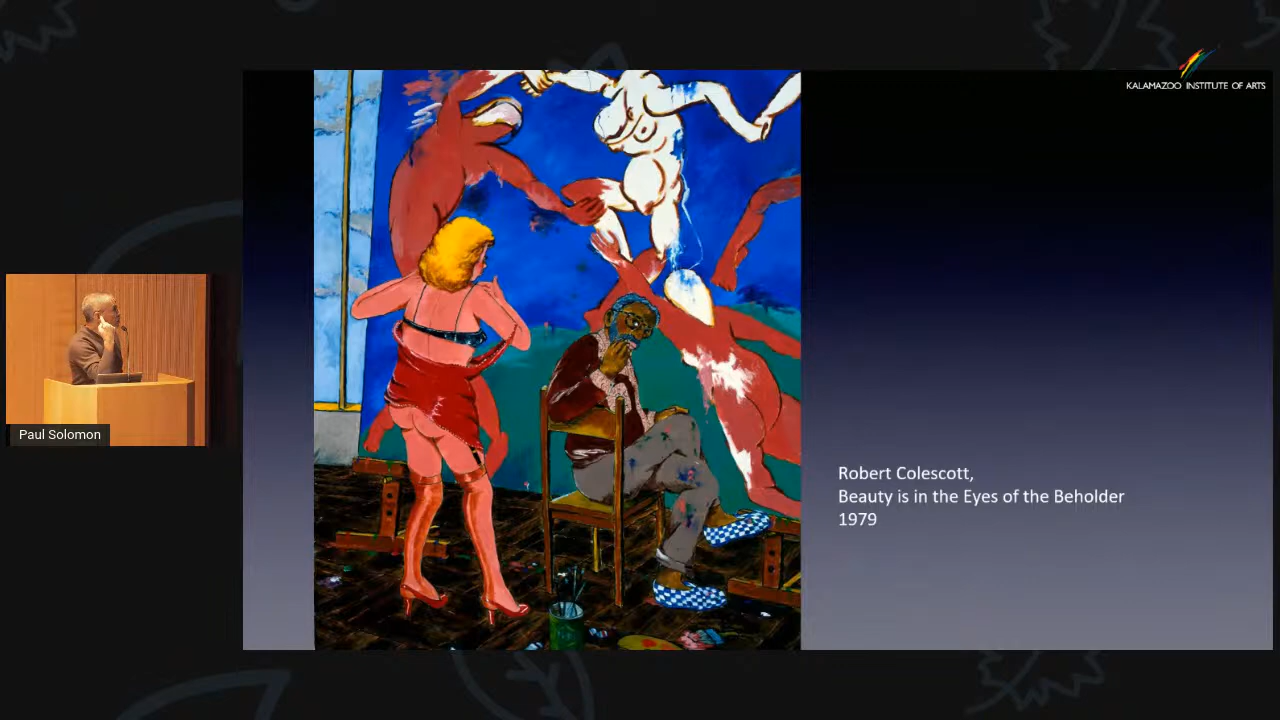 KALAMAZOO INSTITUTE OF ARTS
Paul Solomon
Robert Colescott,
Beauty is in the Eyes of the Beholder
1979